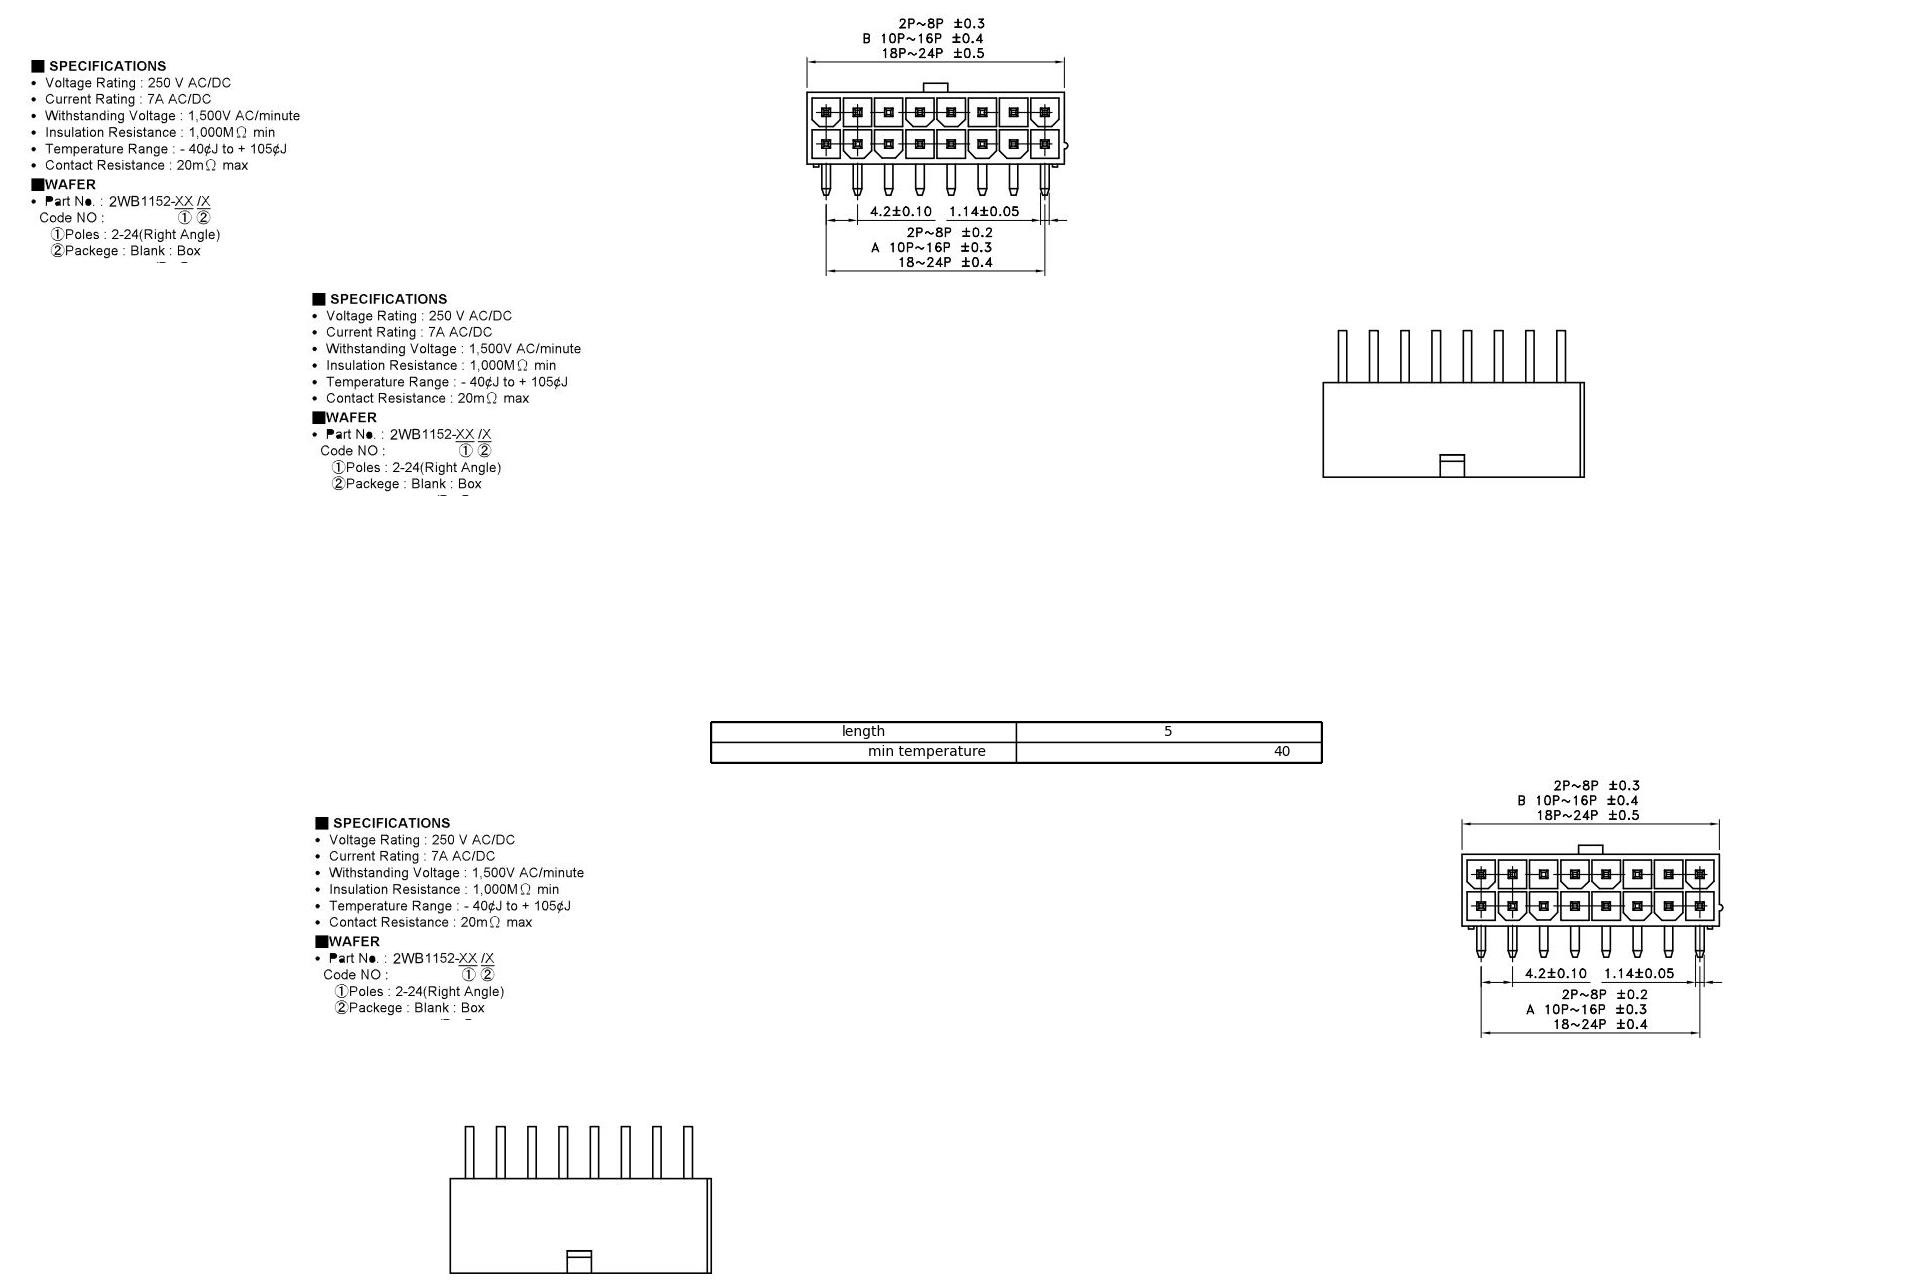 ■ SPECIFICATIONS
• Voltage Rating : 250 V AC/DC
• Current Rating : 7A AC/DC
• Withstanding Voltage : 1,500V AC/minute
• Insulation Resistance : 1,000MΩ min
• Temperature Range : - 40¢J to + 105¢J
• Contact Resistance : 20mΩ max
■WAFER
• Part No. : 2WB1152-XX /X
Code NO : ① ②
①Poles : 2-24(Right Angle)
②Packege : Blank : Box
2P~8P ±0.3
B 10P~16P ±0.4
18P~24P ±0.5
4.2±0.10 1.14±0.05
2P~8P ±0.2
A 10P~16P ±0.3
18~24P ±0.4
■ SPECIFICATIONS
• Voltage Rating : 250 V AC/DC
• Current Rating : 7A AC/DC
• Withstanding Voltage : 1,500V AC/minute
• Insulation Resistance : 1,000MΩ min
• Temperature Range : - 40¢J to + 105¢J
• Contact Resistance : 20mΩ max
■WAFER
• Part No. : 2WB1152-XX /X
Code NO : ① ②
①Poles : 2-24(Right Angle)
②Packege : Blank : Box
length 5
min temperature 40
■ SPECIFICATIONS
• Voltage Rating : 250 V AC/DC
• Current Rating : 7A AC/DC
• Withstanding Voltage : 1,500V AC/minute
• Insulation Resistance : 1,000MΩ min
• Temperature Range : - 40¢J to + 105¢J
• Contact Resistance : 20mΩ max
■WAFER
• Part No. : 2WB1152-XX /X
Code NO : ① ②
①Poles : 2-24(Right Angle)
②Packege : Blank : Box
2P~8P ±0.3
B 10P~16P ±0.4
18P~24P ±0.5
4.2±0.10 1.14±0.05
2P~8P ±0.2
A 10P~16P ±0.3
18~24P ±0.4